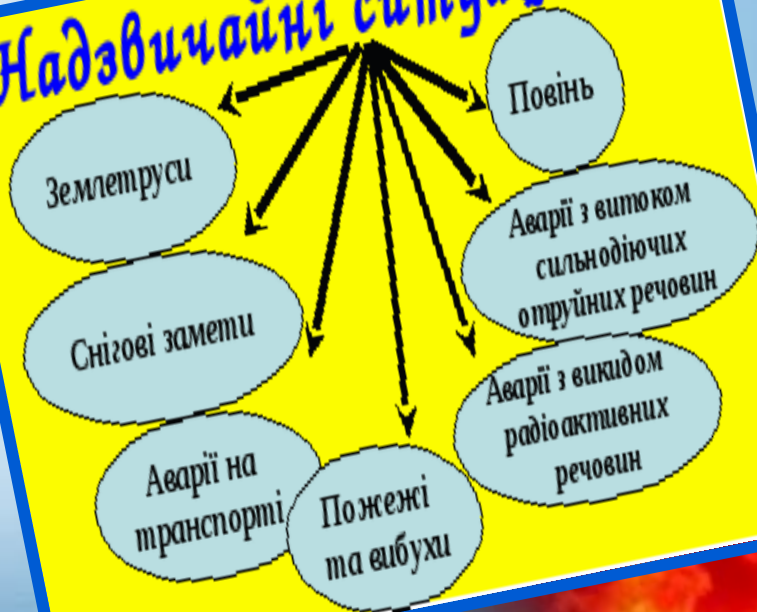 Надзвичайні ситуац
Повінь
Землетруси
Аварії з витоком
сильнодіючих
отруйних речовин
Снігові замети
Аварії з викидом
радіоактивних
речовин
Аварії на
транспорті
Пожежі
та вибухи